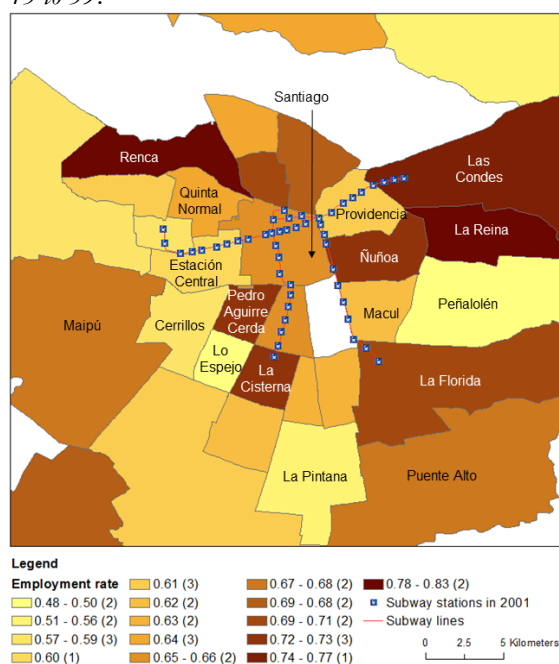 15 to 59.
Santiago
Renca
Las
Condes
Quinta
Normal
Providencia
La Reina
Ñuñoa
Estación
Central
Pedro
Aguirre
Cerda
Macul
Peñalolén
Maipú
Cerrillos
Lo
Espejo
La
Cisterna
La Florida
La Pintana
Puente Alto
Legend
Employment rate
0.48 - 0.50 (2)
0.51 - 0.56 (2)
0.57 - 0.59 (3)
0.60 (1)
0.61 (3)
0.62 (2)
0.63 (2)
0.64 (3)
0.65 - 0.66 (2)
0.67 - 0.68 (2)
0.69 - 0.68 (2)
0.69 - 0.71 (2)
0.72 - 0.73 (3)
0.74 - 0.77 (1)
0.78 - 0.83 (2)
Subway stations in 2001
Subway lines
0 2.5 5 Kilometers